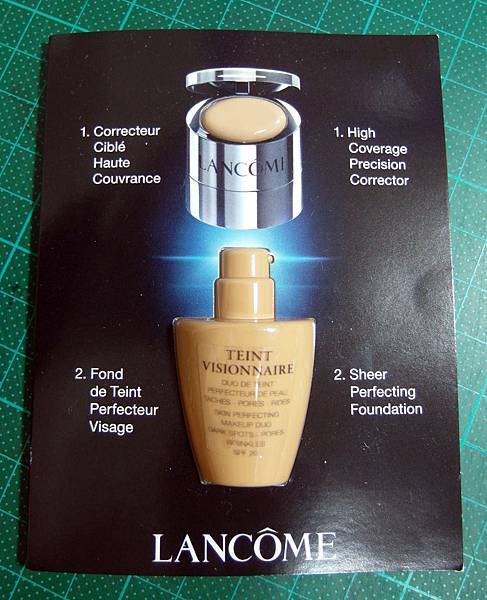 1. Correcteur
Ciblé
Haute
Couvrance
1. High
Coverage
Precision
Corrector
LANCÔME
2. Fond
de Teint
Perfecteur
Visage
2. Sheer
Perfecting
Foundation
TEINT
VISIONNAIRE
DUO DE TEINT
PERFECTEUR DE PEAU
TACHES - PORES - RIDES
SKIN PERFECTING
MAKEUP DUO
DARK SPOTS - PORES
WRINKLES
SPF 20
LANCÔME